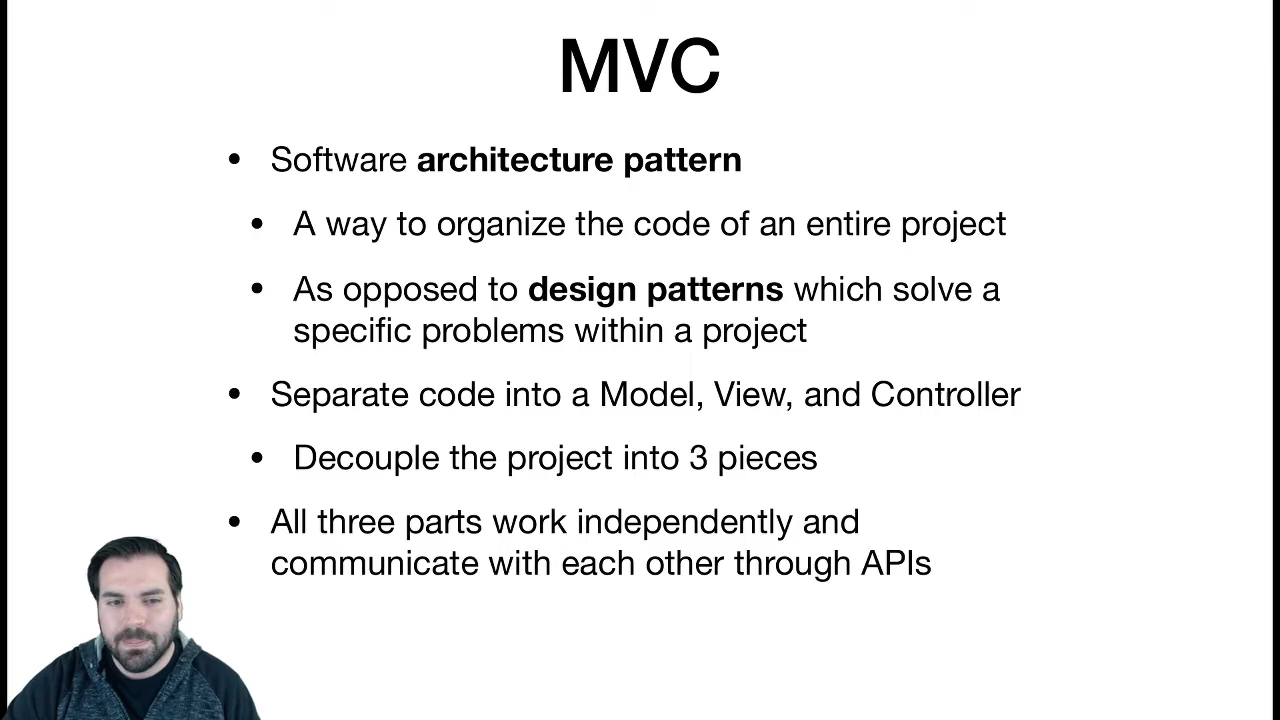 MVC
• Software architecture pattern
• A way to organize the code of an entire project
• As opposed to design patterns which solve a
specific problems within a project
• Separate code into a Model, View, and Controller
• Decouple the project into 3 pieces
• All three parts work independently and
communicate with each other through APIs